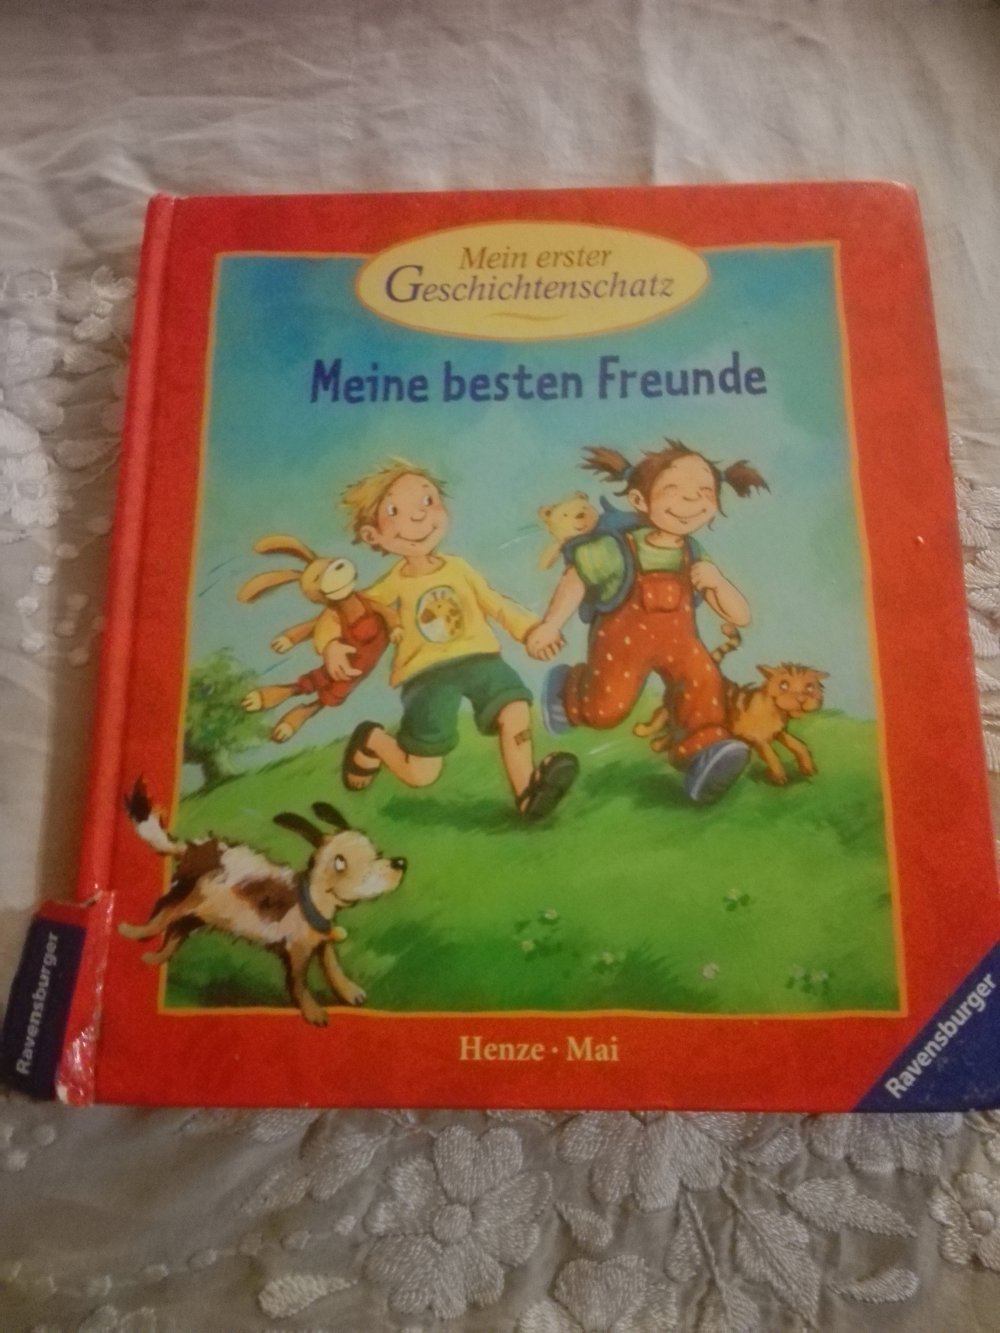 Mein erster
Geschichtenschatz
Meine besten Freunde
Henze · Mai
Ravensburger
Ravensburger